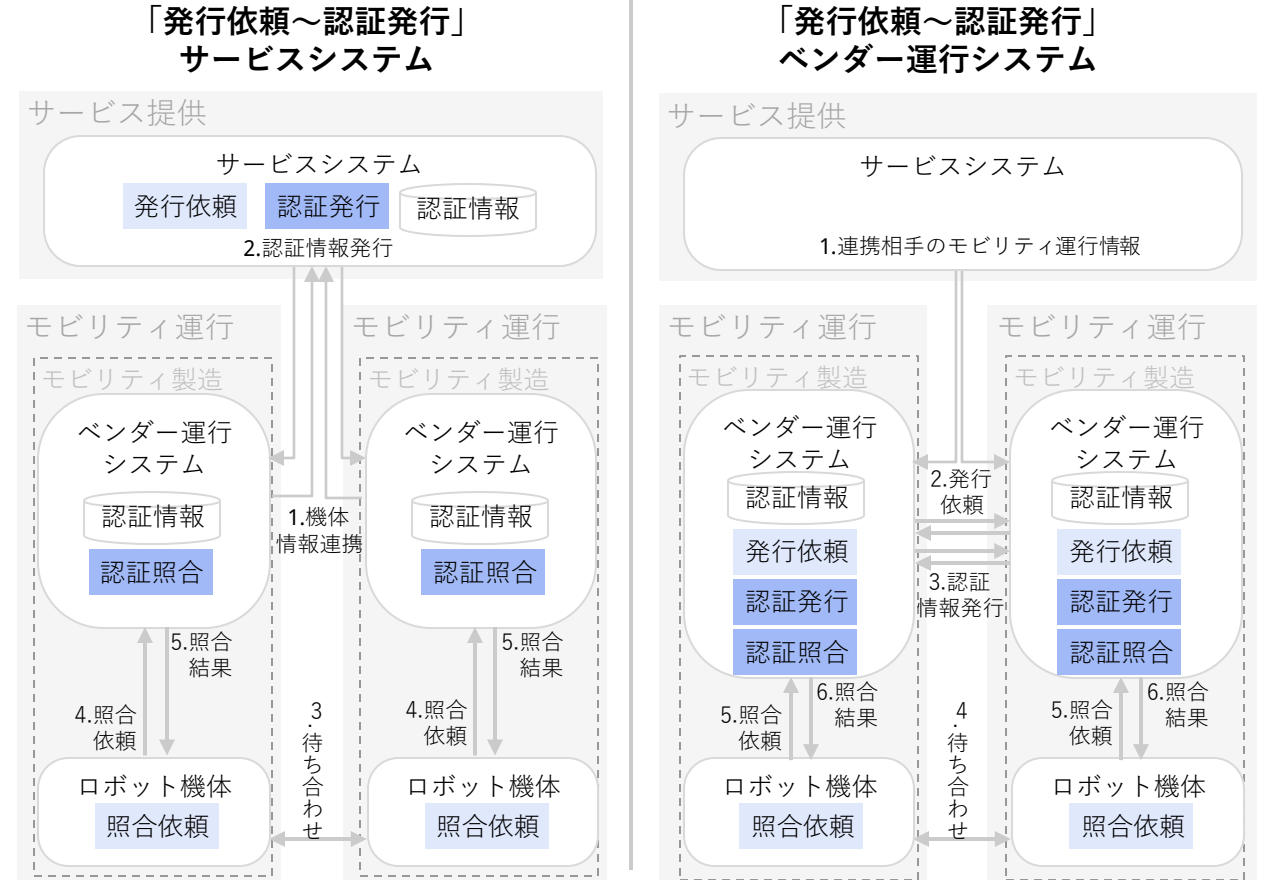 「発行依頼～認証発行」
サービスシステム
サービス提供
サービスシステム
発行依頼
認証発行
認証情報
2.認証情報発行
モビリティ運行
モビリティ製造
ベンダー運行
システム
認証情報
認証照合
モビリティ運行
モビリティ製造
ベンダー運行
システム
認証情報
認証照合
1.機体
情報連携
5.照合
結果
4.照合
依頼
5.照合
結果
4.照合
依頼
3.待ち合わせ
ロボット機体
照合依頼
ロボット機体
照合依頼
「発行依頼～認証発行」
ベンダー運行システム
サービス提供
サービスシステム
1.連携相手のモビリティ運行情報
モビリティ運行
モビリティ製造
ベンダー運行
システム
認証情報
発行依頼
認証発行
認証照合
モビリティ運行
モビリティ製造
ベンダー運行
システム
認証情報
発行依頼
認証発行
認証照合
2.発行
依頼
3.認証
情報発行
6.照合
結果
5.照合
依頼
6.照合
結果
5.照合
依頼
4.待ち合わせ
ロボット機体
照合依頼
ロボット機体
照合依頼